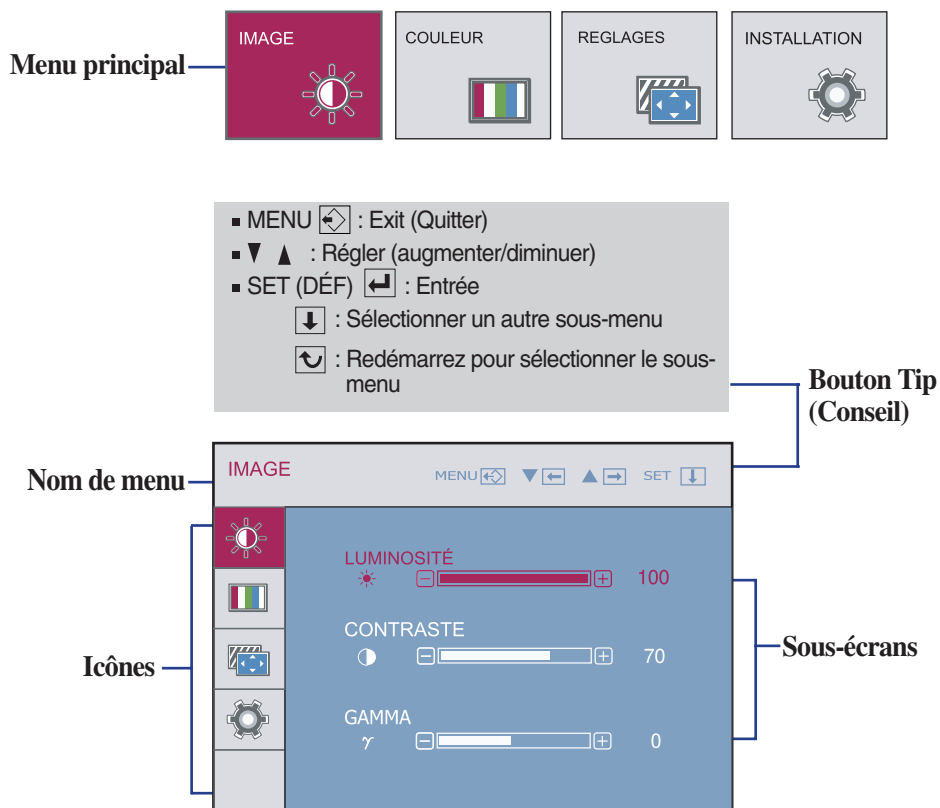 IMAGE COULEUR REGLAGES INSTALLATION
Menu principal
MENU : Exit (Quitter)
: Régler (augmenter/diminuer)
SET (DÉF) : Entrée
: Sélectionner un autre sous-menu
: Redémarrez pour sélectionner le sous-
menu
Bouton Tip
(Conseil)
Nom de menu
IMAGE MENU SET
LUMINOSITÉ
100
CONTRASTE
70
Sous-écrans
Icônes
GAMMA
γ 0